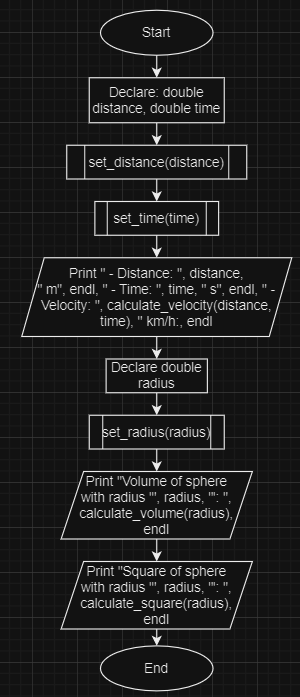 Start
Declare: double
distance, double time
set_distance(distance)
set_time(time)
Print " - Distance: ", distance,
" m", endl, " - Time: ", time, " s", endl, " -
Velocity: ", calculate_velocity(distance,
time), " km/h:, endl
Declare double
radius
set_radius(radius)
Print "Volume of sphere
with radius '", radius, "': ",
calculate_volume(radius),
endl
Print "Square of sphere
with radius '", radius, "': ",
calculate_square(radius),
endl
End